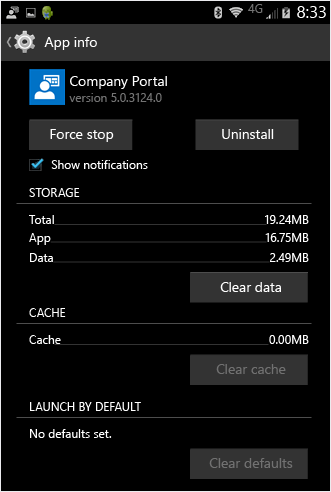 4G 8:33
App info
Company Portal
version 5.0.3124.0
Force stop Uninstall
Show notifications
STORAGE
Total 19.24MB
App 16.75MB
Data 2.49MB
Clear data
CACHE
Cache 0.00MB
Clear cache
LAUNCH BY DEFAULT
No defaults set.
Clear defaults